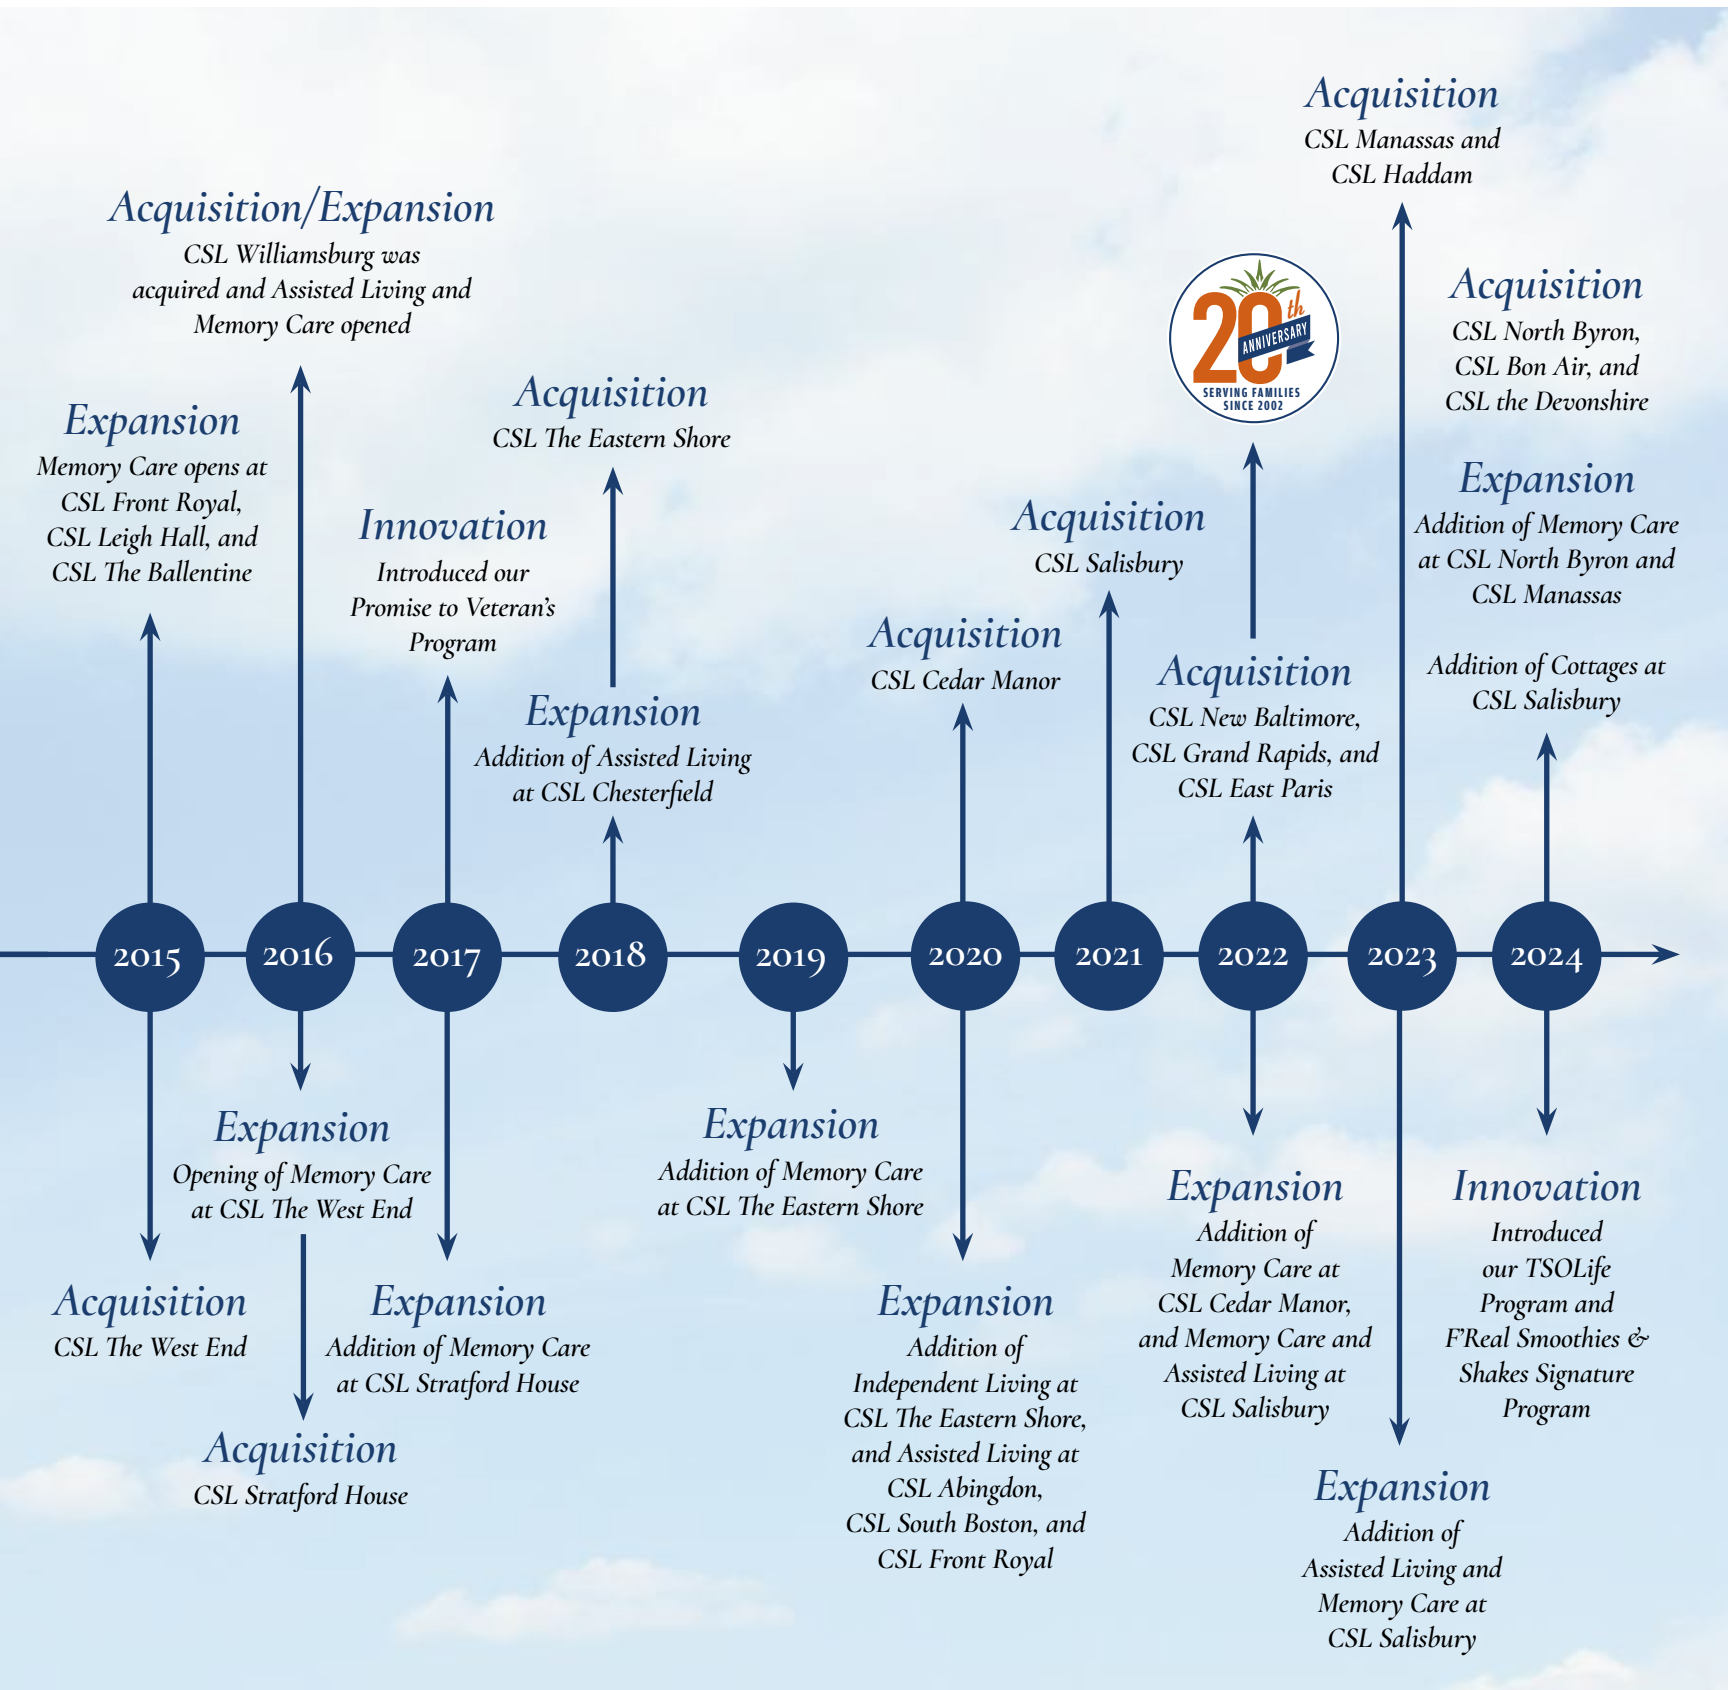 Acquisition
CSL Manassas and
CSL Haddam
Acquisition/Expansion
CSL Williamsburg was
acquired and Assisted Living and
Memory Care opened
20th
ANNIVERSARY
SERVING FAMILIES
SINCE 2002
Acquisition
CSL North Byron,
CSL Bon Air, and
CSL the Devonshire
Expansion
Memory Care opens at
CSL Front Royal,
CSL Leigh Hall, and
CSL The Ballentine
Acquisition
CSL The Eastern Shore
Innovation
Introduced our
Promise to Veteran's
Program
Acquisition
CSL Salisbury
Expansion
Addition of Memory Care
at CSL North Byron and
CSL Manassas
Addition of Cottages at
CSL Salisbury
Expansion
Addition of Assisted Living
at CSL Chesterfield
Acquisition
CSL Cedar Manor
Acquisition
CSL New Baltimore,
CSL Grand Rapids, and
CSL East Paris
2015
2016
2017
2018
2019
2020
2021
2022
2023
2024
Expansion
Opening of Memory Care
at CSL The West End
Expansion
Addition of Memory Care
at CSL The Eastern Shore
Expansion
Addition of
Memory Care at
CSL Cedar Manor,
and Memory Care and
Assisted Living at
CSL Salisbury
Innovation
Introduced
our TSOLife
Program and
F'Real Smoothies &
Shakes Signature
Program
Acquisition
CSL The West End
Expansion
Addition of Memory Care
at CSL Stratford House
Expansion
Addition of
Independent Living at
CSL The Eastern Shore,
and Assisted Living at
CSL Abingdon,
CSL South Boston, and
CSL Front Royal
Acquisition
CSL Stratford House
Expansion
Addition of
Assisted Living and
Memory Care at
CSL Salisbury